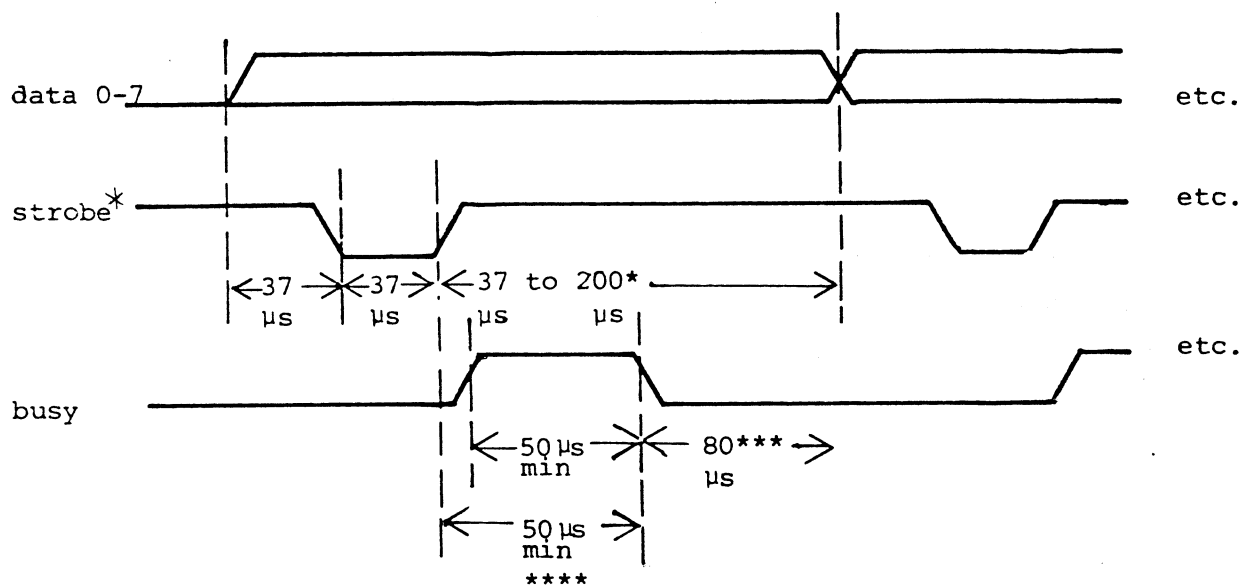 data 0-7 etc.
strobe* etc.
37 37 37 to 200*
µs µs µs µs
etc.
busy
50 µs 80***
min µs
50 µs
min
****